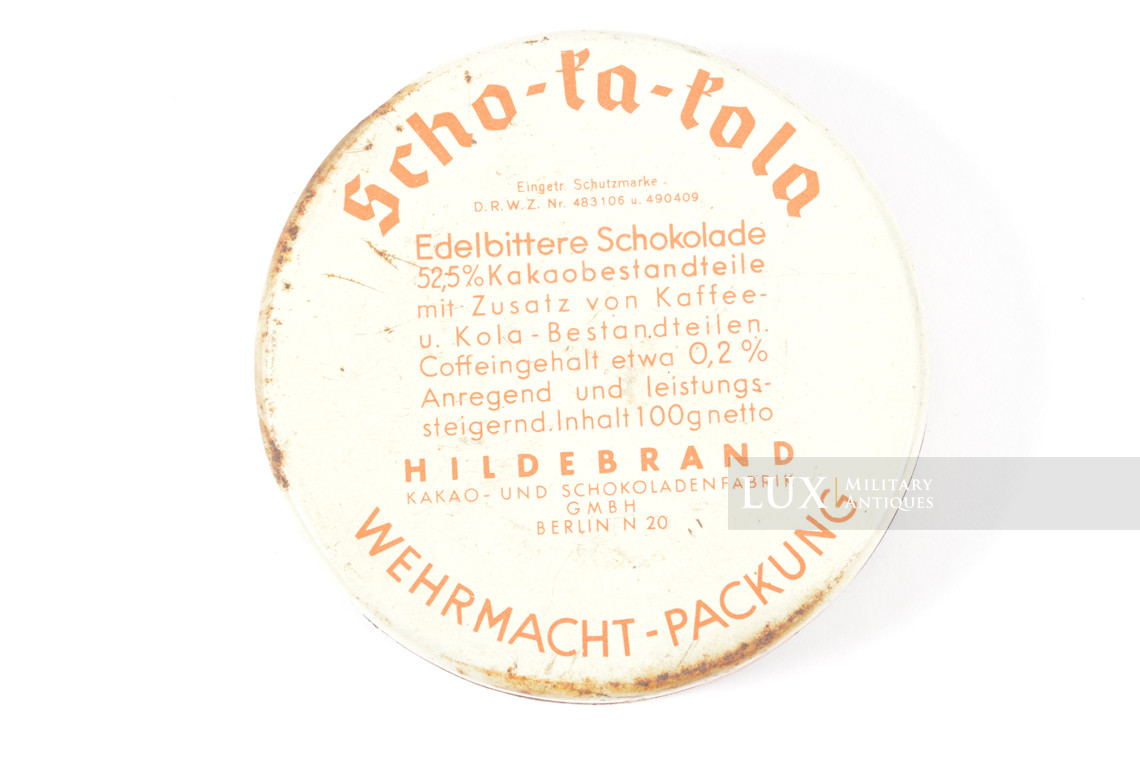 Scho-ka-kola
Eingetr. Schutzmarke.
D.R.W.Z. Nr. 483106 u. 490409
Edelbittere Schokolade
52,5% Kakaobestandteile
mit Zusatz von Kaffee-
u. Kola-Bestandteilen.
Coffeingehalt etwa 0,2%
Anregend und leistungs-
steigernd. Inhalt 100g netto
HILDEBRAND
KAKAO- UND SCHOKOLADENFABRIK
GMBH
BERLIN N 20
WEHRMACHT-PACKUNG
LUX MILITARY
ANTIQUES